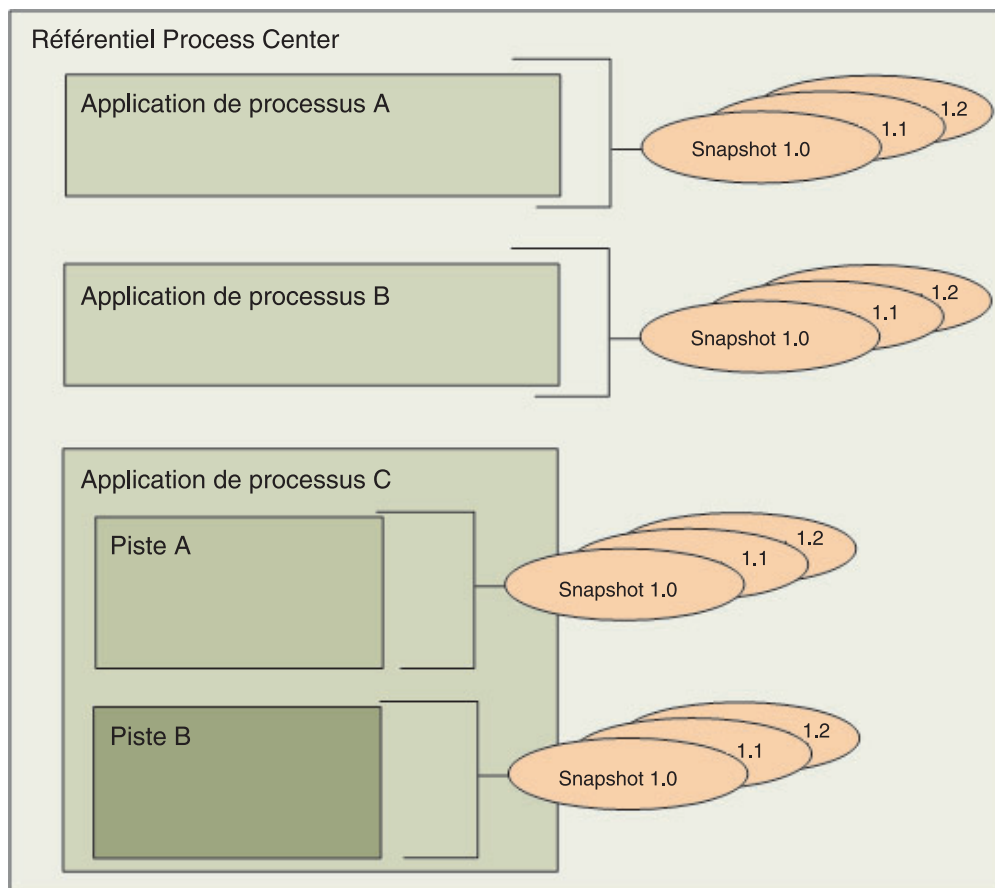 Référentiel Process Center
Application de processus A
Snapshot 1.0
1.1
1.2
Application de processus B
Snapshot 1.0
1.1
1.2
Application de processus C
Piste A
Snapshot 1.0
1.1
1.2
Piste B
Snapshot 1.0
1.1
1.2